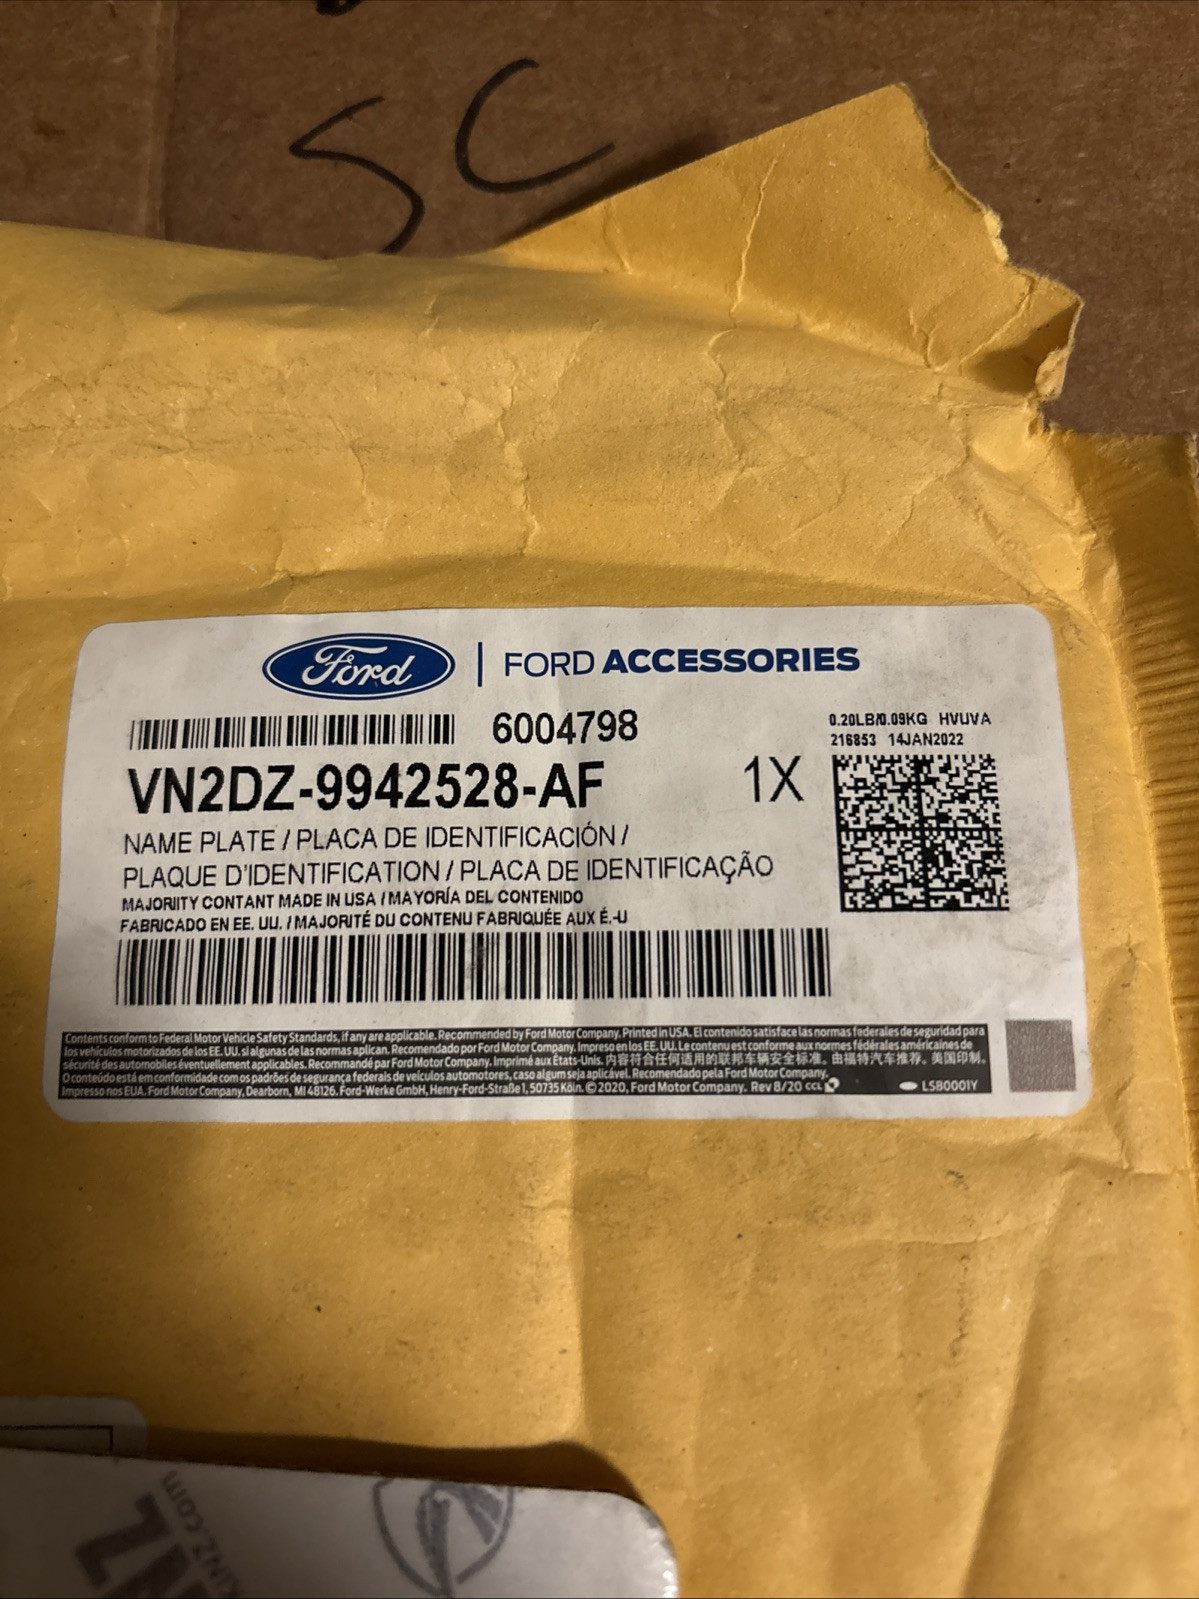 SC
Ford | FORD ACCESSORIES
6004798
0.20LB/0.09KG HVUVA
216853 14JAN2022
VN2DZ-9942528-AF
1X
NAME PLATE / PLACA DE IDENTIFICACIÓN /
PLAQUE D'IDENTIFICATION / PLACA DE IDENTIFICAÇÃO
MAJORIITY CONTANT MADE IN USA / MAYORÍA DEL CONTENIDO
FABRICADO EN EE. UU. / MAJORITÉ DU CONTENU FABRIQUÉE AUX É.-U
Contents conform to Federal Motor Vehicle Safety Standards, if any are applicable. Recommended by Ford Motor Company. Printed in USA. El contenido satisface las normas federales de seguridad para
los vehículos motorizados de los EE. UU. si algunas de las normas aplican. Recomendado por Ford Motor Company. Impreso en los EE. UU. Le contenu est conforme aux normes fédérales américaines de
sécurité des automobiles éventuellement applicables. Recommandé par Ford Motor Company. Imprimé aux États-Unis. 内容符合任何适用的联邦车辆安全标准。由福特汽车推荐。美国印制。
O conteúdo está em conformidade com os padrões de segurança federais de veículos automotores, caso algum seja aplicável. Recomendado pela Ford Motor Company.
Impresso nos EUA. Ford Motor Company, Dearborn, MI 48126. Ford-Werke GmbH, Henry-Ford-Straße 1, 50735 Köln. © 2020, Ford Motor Company. Rev 8/20 CCL
LSB0001Y